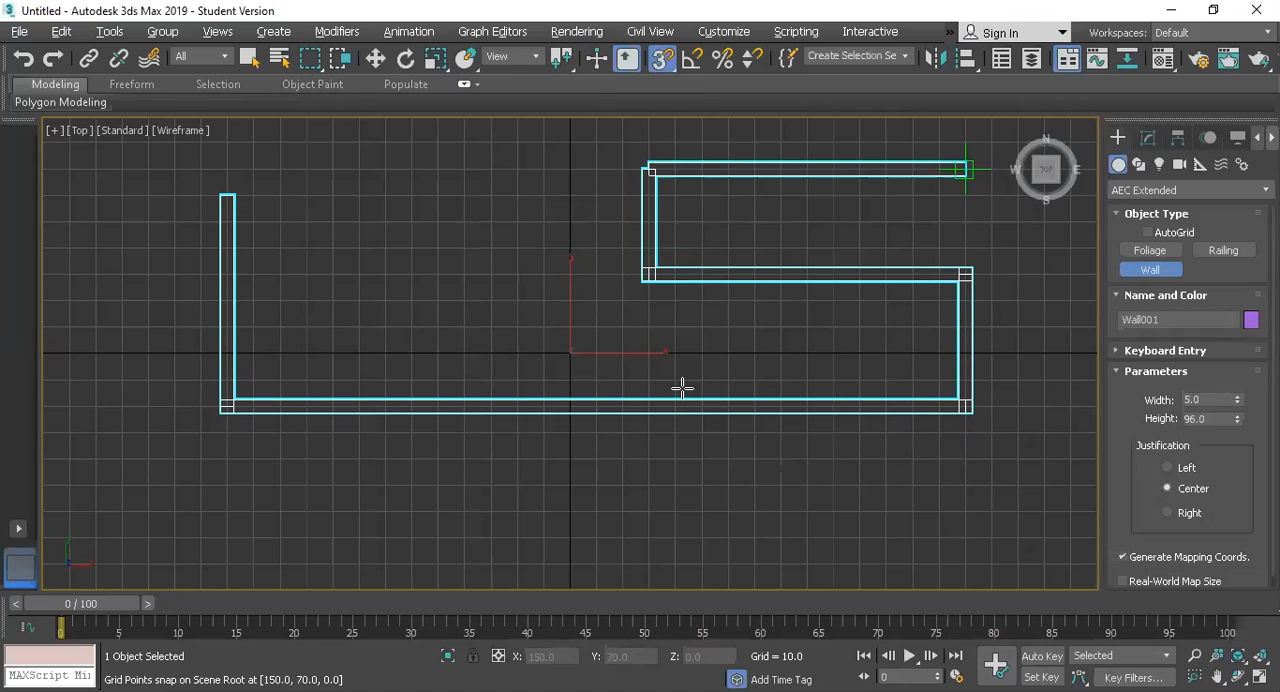 3 Untitled - Autodesk 3ds Max 2019 - Student Version
File Edit Tools Group Views Create Modifiers Animation Graph Editors Rendering Civil View Customize Scripting Interactive » Sign In Workspaces: Default
All View 3 % Create Selection Se
Modeling Freeform Selection Object Paint Populate
Polygon Modeling
[+] [Top] [Standard] [Wireframe]
N
W TOP E
S
AEC Extended
Object Type
AutoGrid
Foliage Railing
Wall
Name and Color
Wall001
Keyboard Entry
Parameters
Width: 5.0
Height: 96.0
Justification
Left
Center
Right
Generate Mapping Coords.
Real-World Map Size
< 0 / 100 >
0 5 10 15 20 25 30 35 40 45 50 55 60 65 70 75 80 85 90 95 100
1 Object Selected X: 150.0 Y: 70.0 Z: 0.0 Grid = 10.0 Auto Key Selected
MAXScript Mi Grid Points snap on Scene Root at [150.0, 70.0, 0.0] Add Time Tag 0 Set Key Key Filters...